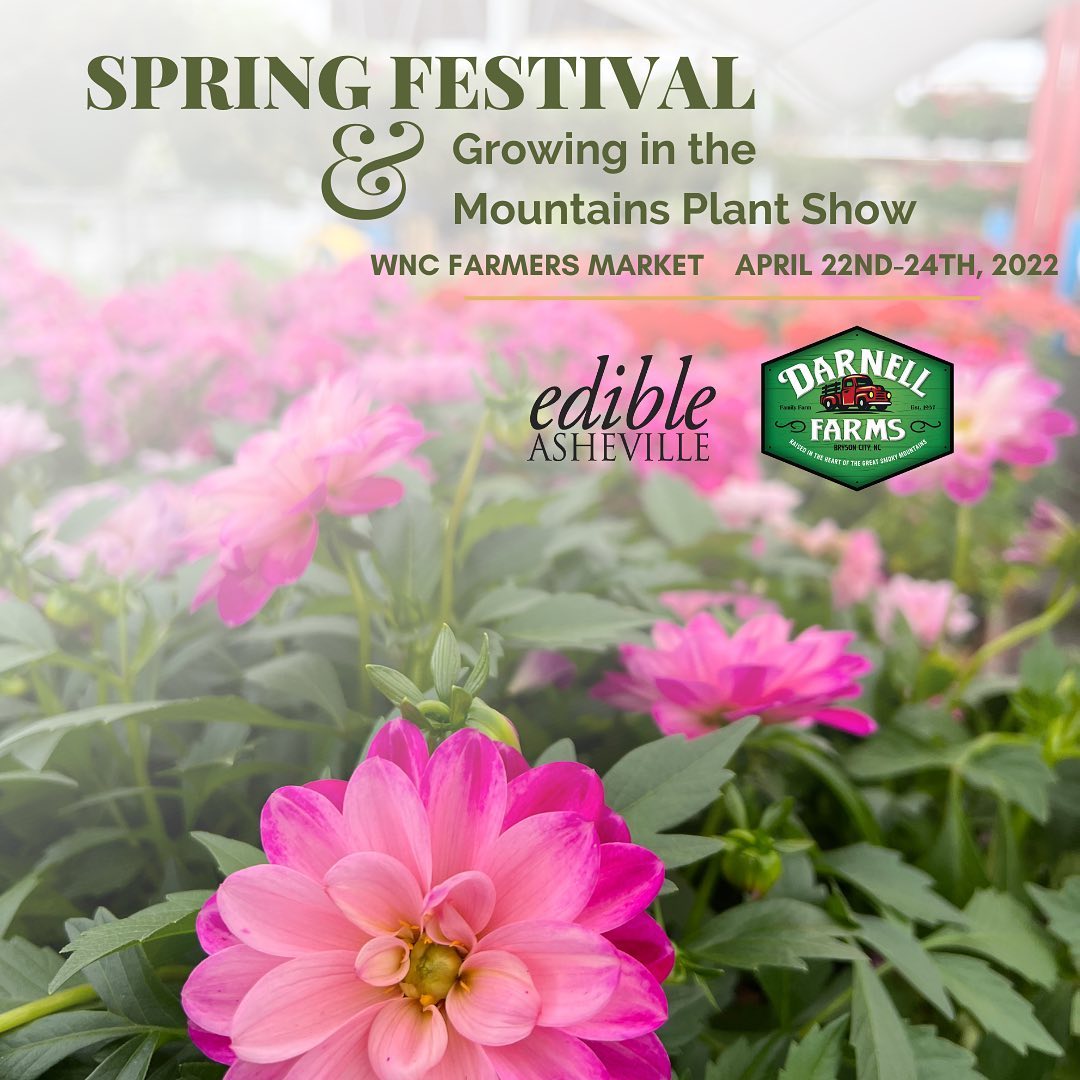 SPRING FESTIVAL
& Growing in the
Mountains Plant Show
WNC FARMERS MARKET APRIL 22ND-24TH, 2022
edible
ASHEVILLE
DARNELL
Family Farm Est. 1957
FARMS
BRYSON CITY, NC
RAISED IN THE HEART OF THE GREAT SMOKY MOUNTAINS